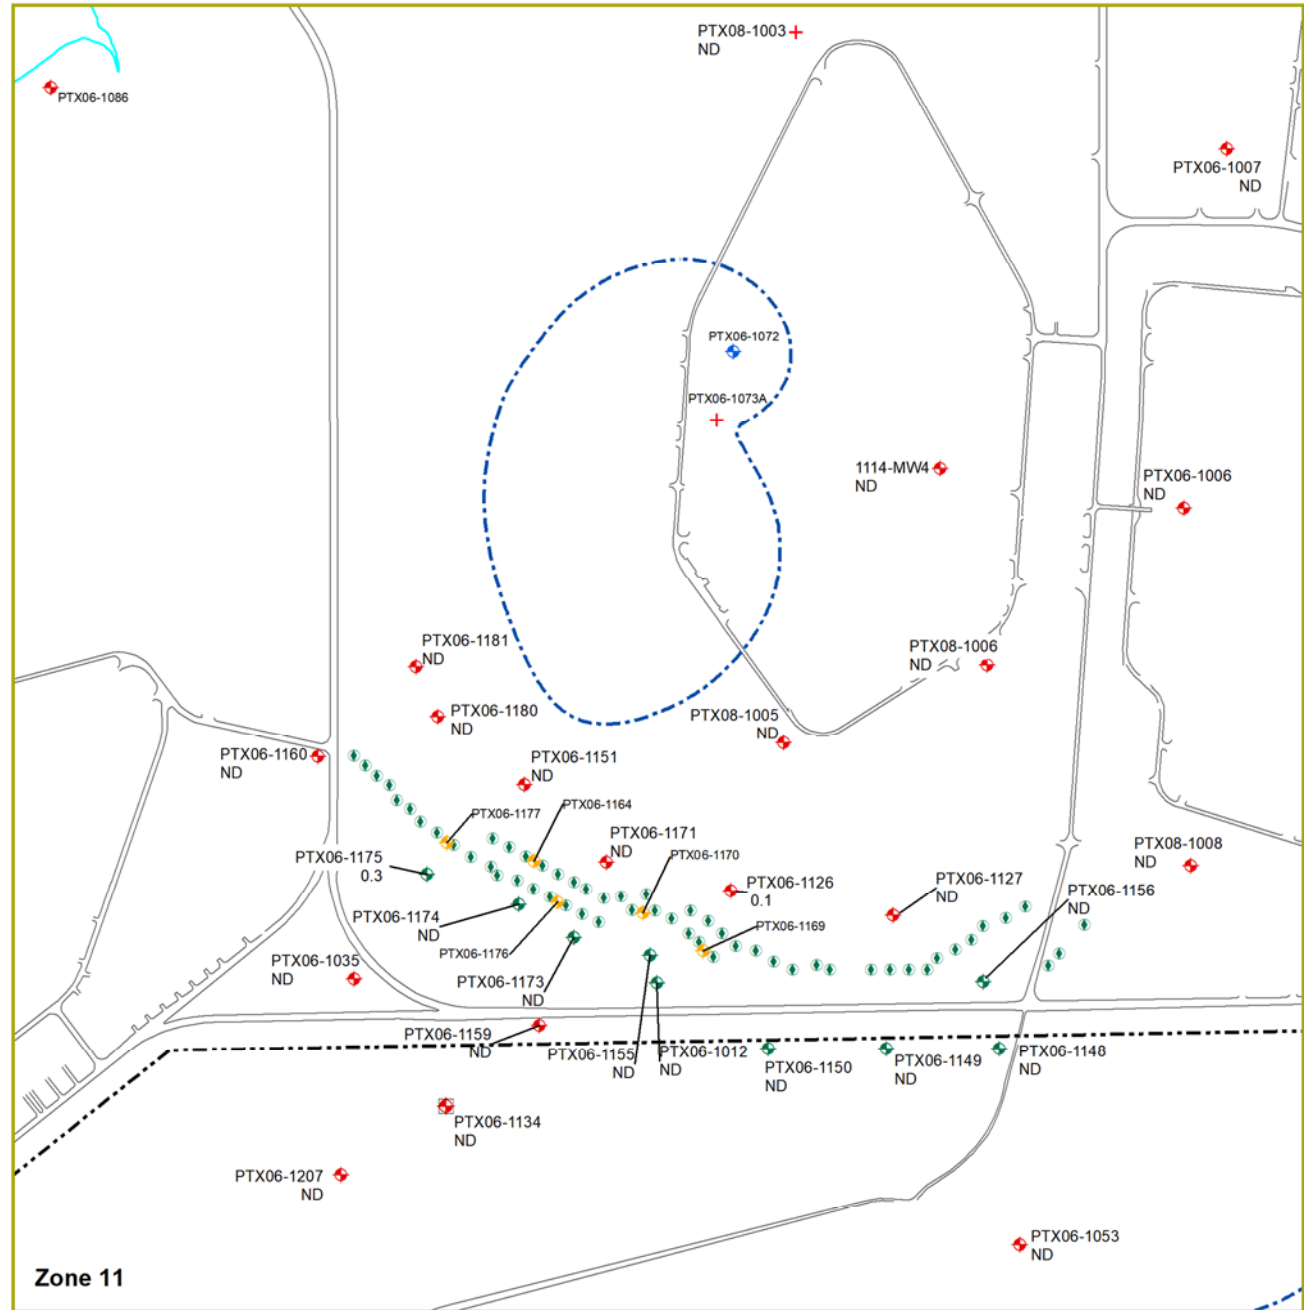 PTX08-1003
ND
PTX06-1086
PTX06-1007
ND
PTX06-1072
PTX06-1073A
1114-MW4
ND
PTX06-1006
ND
PTX06-1181
ND
PTX08-1006
ND
PTX06-1180
ND
PTX08-1005
ND
PTX06-1160
ND
PTX06-1151
ND
PTX06-1177
PTX06-1164
PTX06-1171
ND
PTX06-1170
PTX06-1175
0.3
PTX08-1008
ND
PTX06-1126
0.1
PTX06-1127
ND
PTX06-1156
ND
PTX06-1174
ND
PTX06-1169
PTX06-1176
PTX06-1035
ND
PTX06-1173
ND
PTX06-1159
ND
PTX06-1155
ND
PTX06-1012
ND
PTX06-1150
ND
PTX06-1149
ND
PTX06-1148
ND
PTX06-1134
ND
PTX06-1207
ND
PTX06-1053
ND
Zone 11